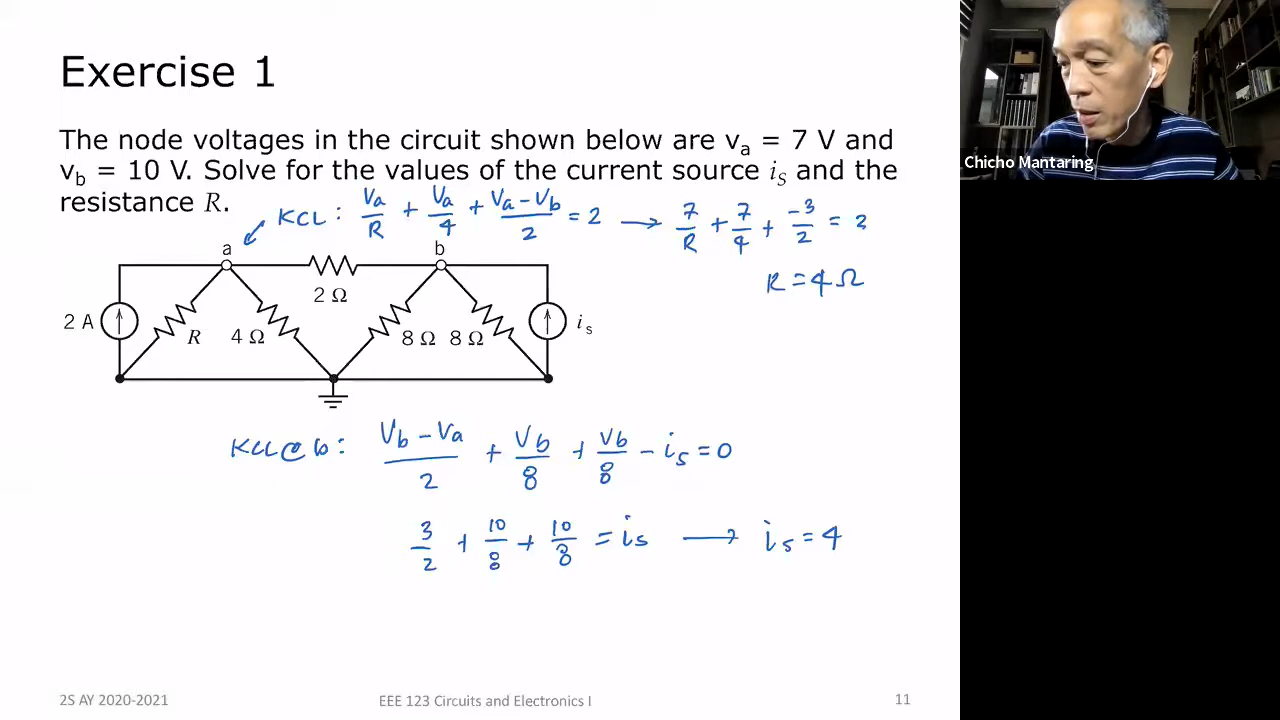 Exercise 1
The node voltages in the circuit shown below are va = 7 V and
vb = 10 V. Solve for the values of the current source is and the
resistance R.
KCL : Va/R + Va/4 + Va-Vb/2 = 2 → 7/R + 7/4 + -3/2 = 2
R = 4 Ω
a
b
2 Ω
2 A
R
4 Ω
8 Ω
8 Ω
is
KCL@b : Vb-Va/2 + Vb/8 + Vb/8 - is = 0
3/2 + 10/8 + 10/8 = is → is = 4
2S AY 2020-2021
EEE 123 Circuits and Electronics I
11
Chicho Mantaring